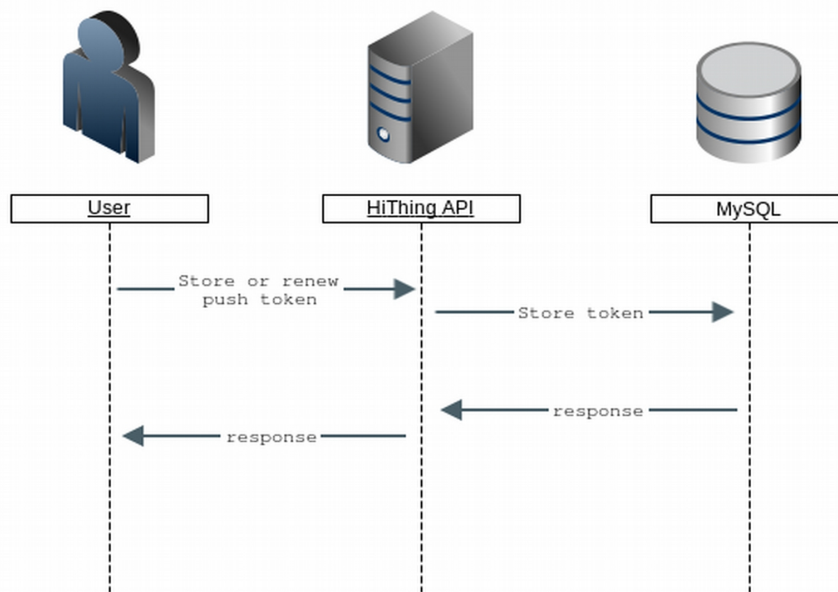 User
HiThing API
MySQL
Store or renew
push token
Store token
response
response